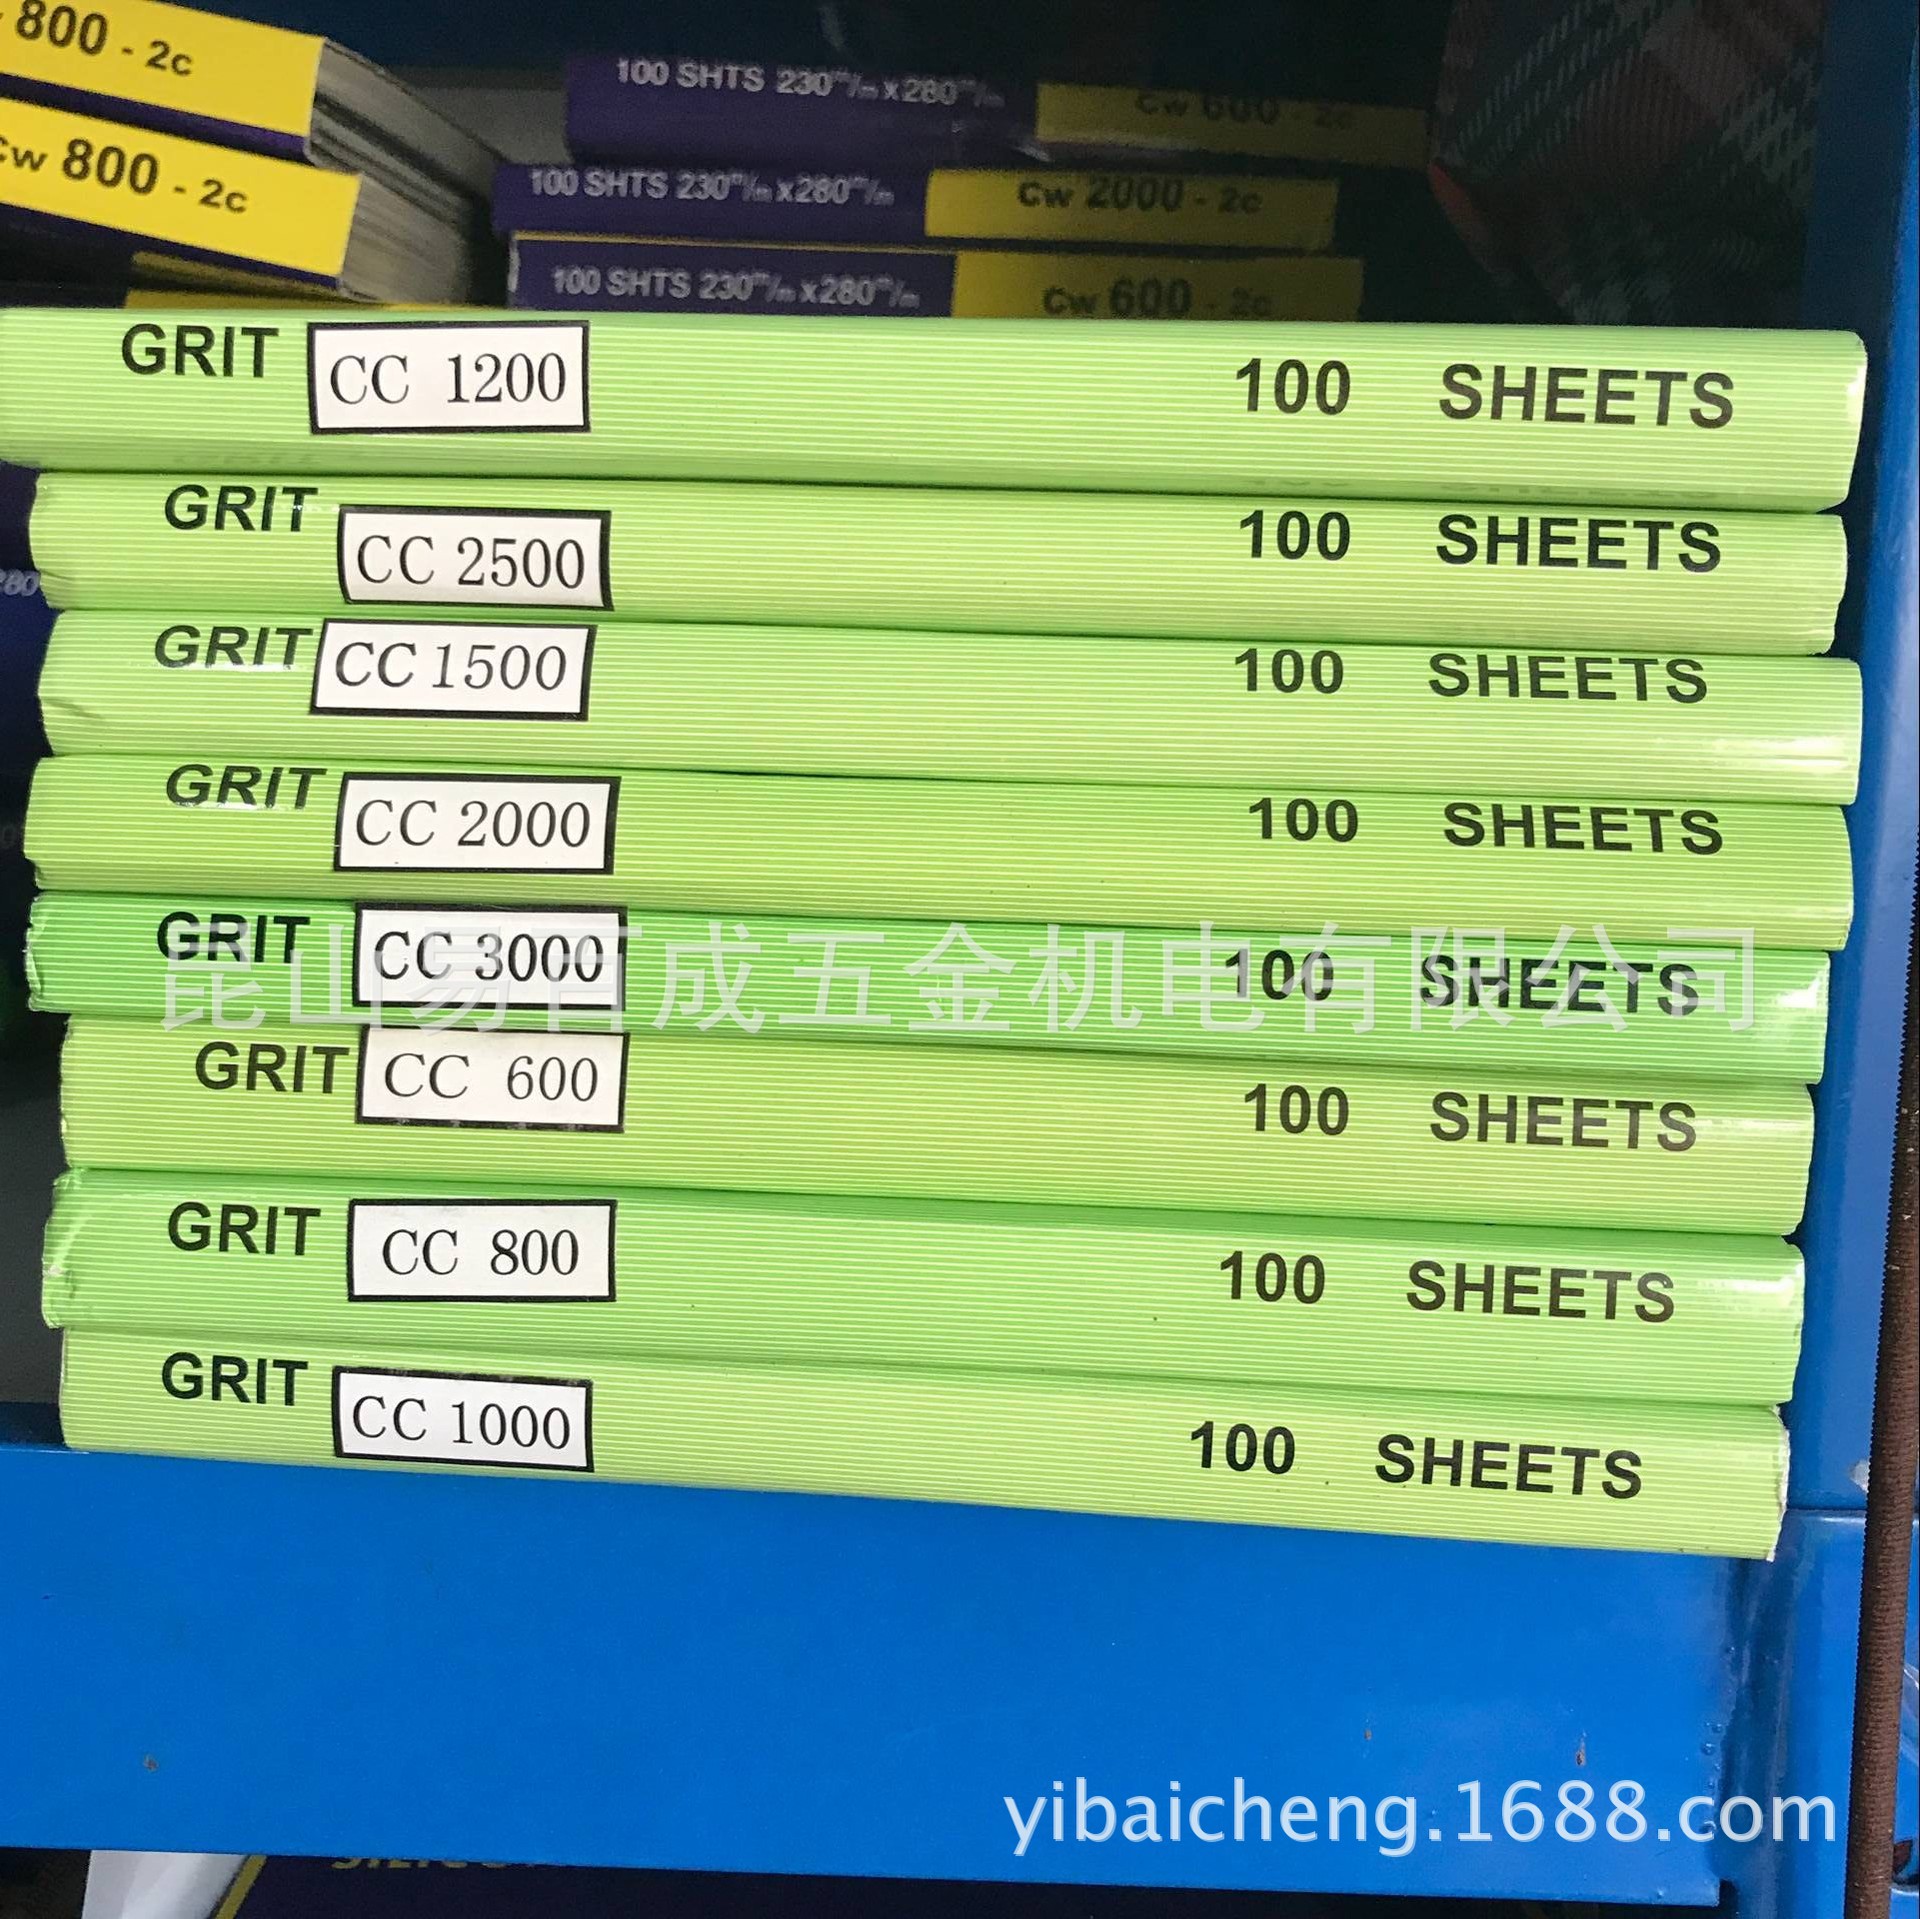 800 - 2c
Cw 800 - 2c
100 SHTS 230m/m x 280m/m Cw 600 - 2c
100 SHTS 230m/m x 280m/m Cw 2000 - 2c
100 SHTS 230m/m x 280m/m Cw 600 - 2c
GRIT CC 1200 100 SHEETS
GRIT CC 2500 100 SHEETS
GRIT CC 1500 100 SHEETS
GRIT CC 2000 100 SHEETS
GRIT CC 3000 100 SHEETS
昆山易百成五金机电有限公司
GRIT CC 600 100 SHEETS
GRIT CC 800 100 SHEETS
GRIT CC 1000 100 SHEETS
yibaicheng.1688.com